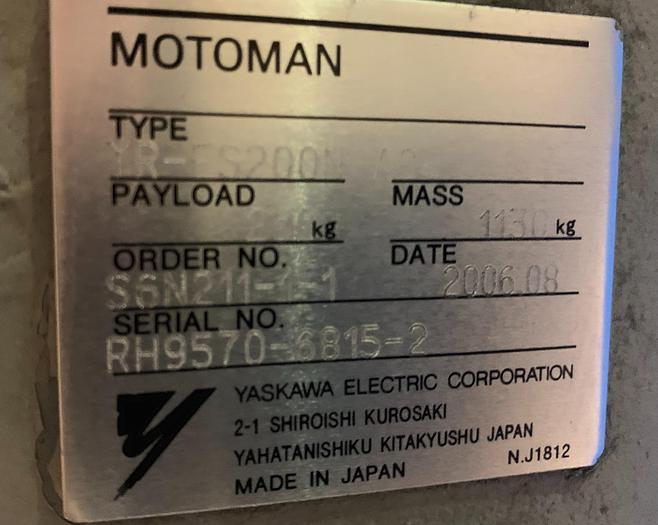 MOTOMAN
TYPE
PAYLOAD MASS
kg 1130 kg
ORDER NO. DATE
2006.08
SERIAL NO.
RH9570-6815-2
YASKAWA ELECTRIC CORPORATION
2-1 SHIROISHI KUROSAKI
YAHATANISHIKU KITAKYUSHU JAPAN
MADE IN JAPAN N.J1812